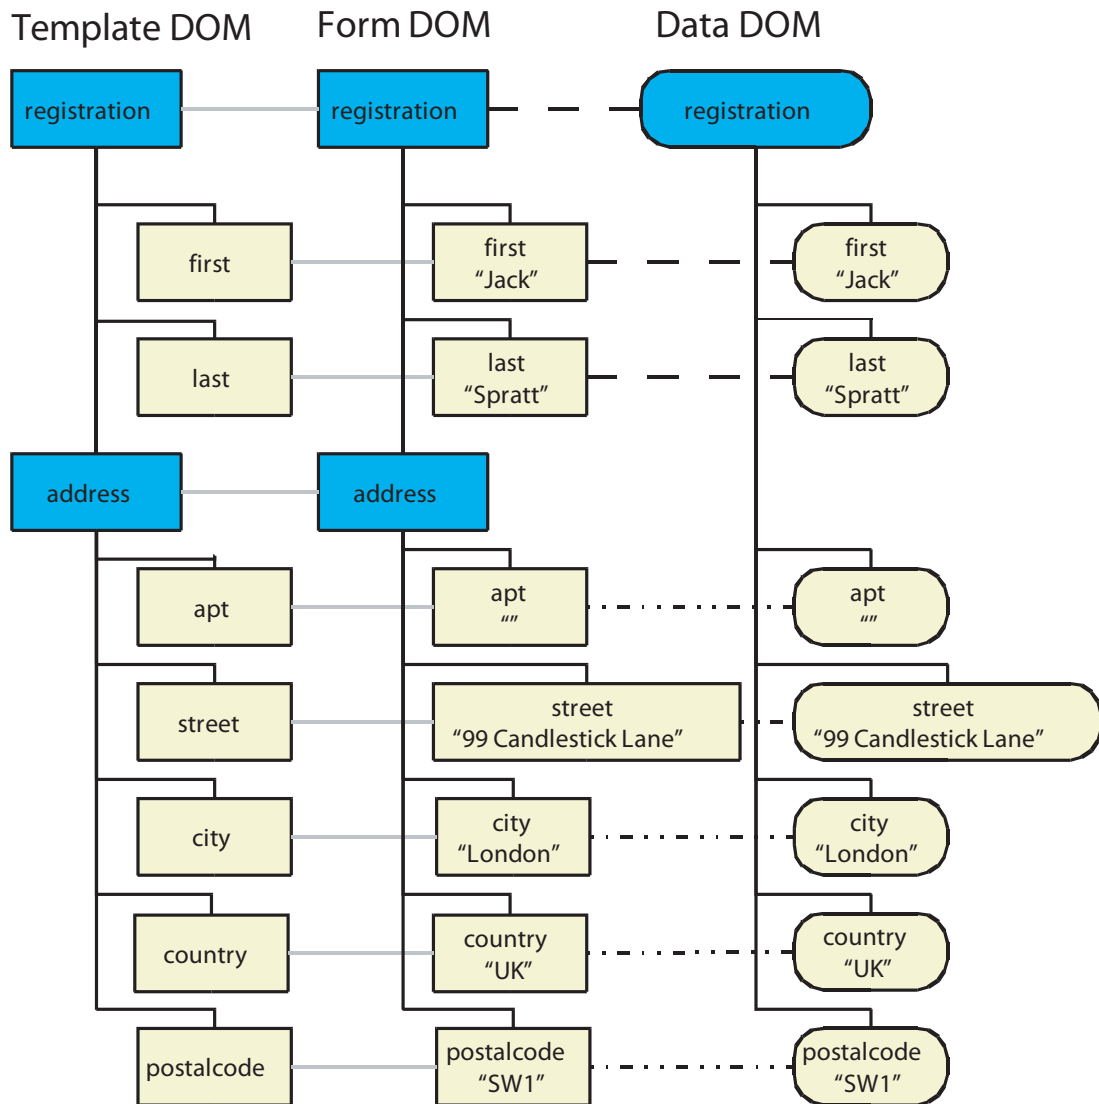 Template DOM
Form DOM
Data DOM
registration
registration
registration
first
first
“Jack”
first
“Jack”
last
last
“Spratt”
last
“Spratt”
address
address
apt
apt
“”
apt
“”
street
street
“99 Candlestick Lane”
street
“99 Candlestick Lane”
city
city
“London”
city
“London”
country
country
“UK”
country
“UK”
postalcode
postalcode
“SW1”
postalcode
“SW1”